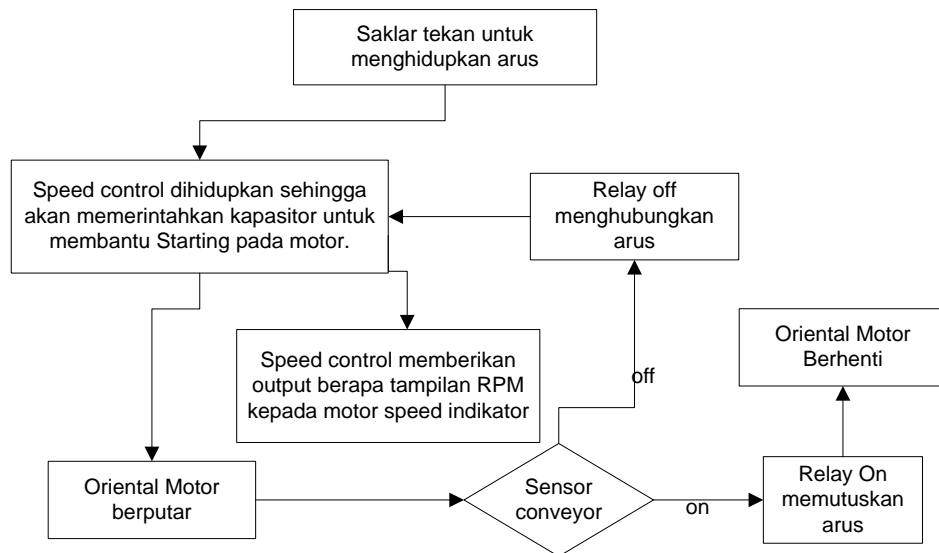 Saklar tekan untuk
menghidupkan arus
Speed control dihidupkan sehingga
akan memerintahkan kapasitor untuk
membantu Starting pada motor.
Relay off
menghubungkan
arus
Speed control memberikan
output berapa tampilan RPM
kepada motor speed indikator
off
Oriental Motor
Berhenti
Oriental Motor
berputar
Sensor
conveyor
on
Relay On
memutuskan
arus